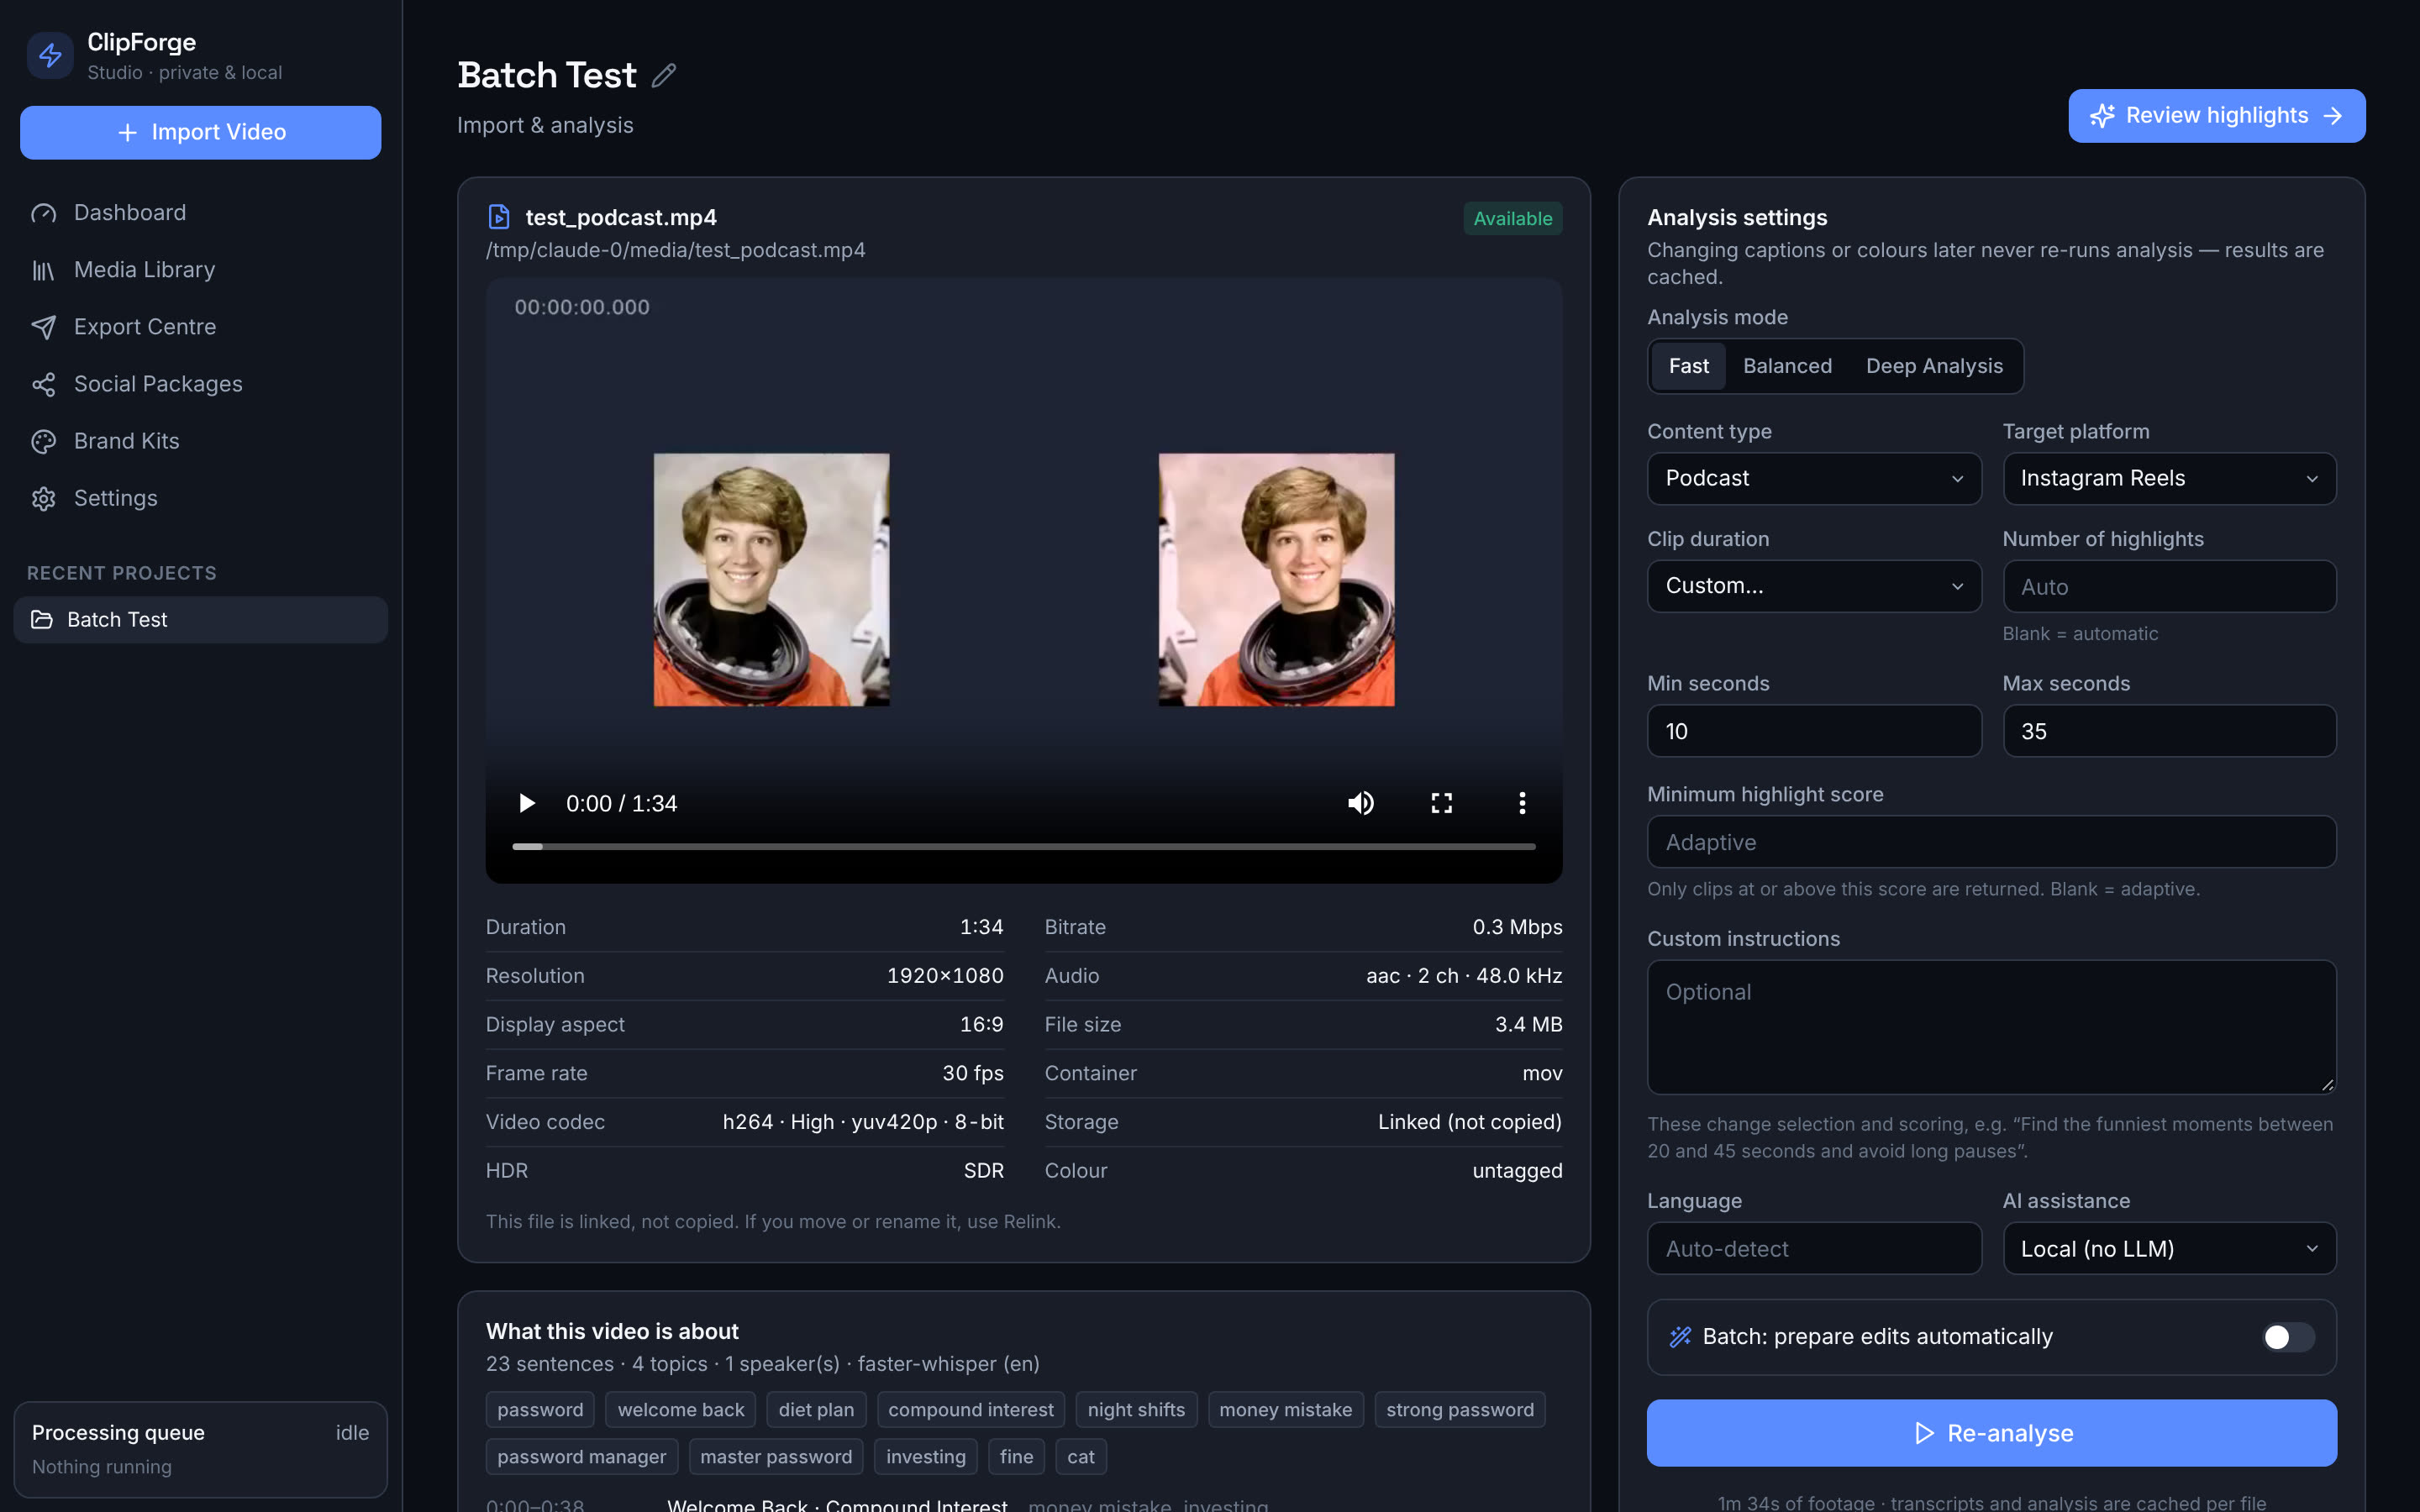 ClipForge
Studio · private & local
Import Video
Dashboard
Media Library
Export Centre
Social Packages
Brand Kits
Settings
RECENT PROJECTS
Batch Test
Processing queue
idle
Nothing running
Batch Test
Import & analysis
Review highlights
test_podcast.mp4
Available
/tmp/claude-0/media/test_podcast.mp4
00:00:00.000
0:00 / 1:34
Duration 1:34
Bitrate 0.3 Mbps
Resolution 1920×1080
Audio aac · 2 ch · 48.0 kHz
Display aspect 16:9
File size 3.4 MB
Frame rate 30 fps
Container mov
Video codec h264 · High · yuv420p · 8-bit
Storage Linked (not copied)
HDR SDR
Colour untagged
This file is linked, not copied. If you move or rename it, use Relink.
What this video is about
23 sentences · 4 topics · 1 speaker(s) · faster-whisper (en)
password welcome back diet plan compound interest night shifts money mistake strong password
password manager master password investing fine cat
0:00–0:38 Welcome Back · Compound Interest money mistake, investing
Analysis settings
Changing captions or colours later never re-runs analysis — results are
cached.
Analysis mode
Fast Balanced Deep Analysis
Content type
Podcast
Target platform
Instagram Reels
Clip duration
Custom...
Number of highlights
Auto
Blank = automatic
Min seconds
10
Max seconds
35
Minimum highlight score
Adaptive
Only clips at or above this score are returned. Blank = adaptive.
Custom instructions
Optional
These change selection and scoring, e.g. “Find the funniest moments between
20 and 45 seconds and avoid long pauses”.
Language
Auto-detect
AI assistance
Local (no LLM)
Batch: prepare edits automatically
Re-analyse
1m 34s of footage · transcripts and analysis are cached per file